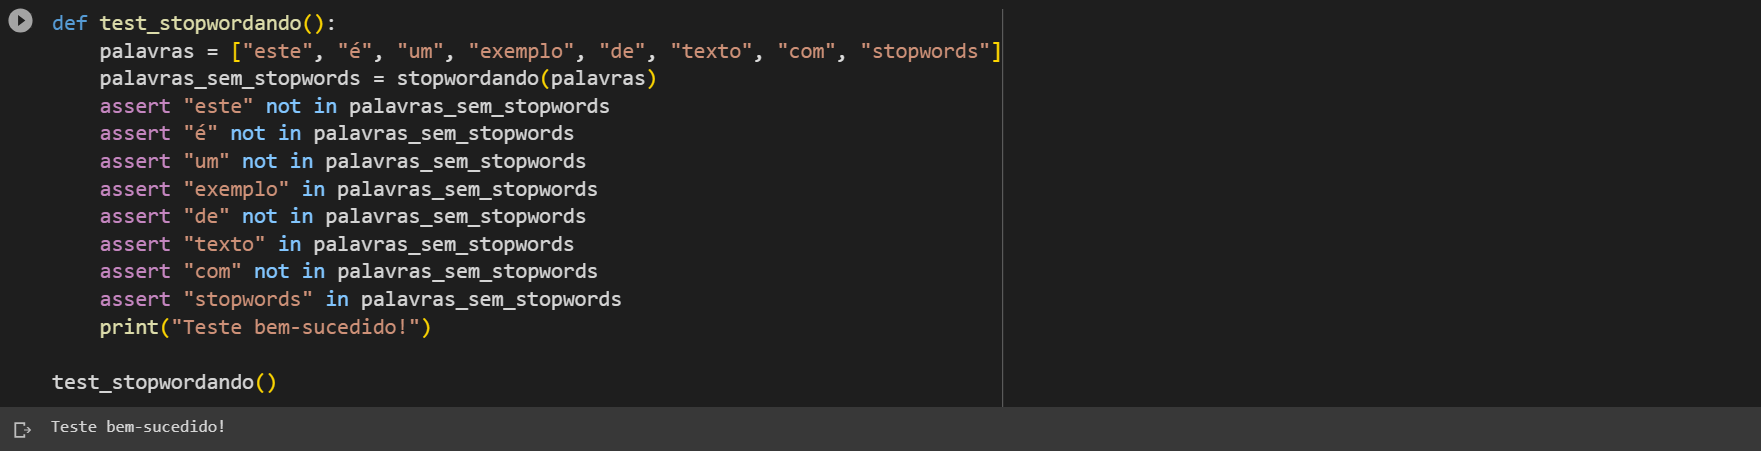 def test_stopwordando():
    palavras = ["este", "é", "um", "exemplo", "de", "texto", "com", "stopwords"]
    palavras_sem_stopwords = stopwordando(palavras)
    assert "este" not in palavras_sem_stopwords
    assert "é" not in palavras_sem_stopwords
    assert "um" not in palavras_sem_stopwords
    assert "exemplo" in palavras_sem_stopwords
    assert "de" not in palavras_sem_stopwords
    assert "texto" in palavras_sem_stopwords
    assert "com" not in palavras_sem_stopwords
    assert "stopwords" in palavras_sem_stopwords
    print("Teste bem-sucedido!")
test_stopwordando()
Teste bem-sucedido!